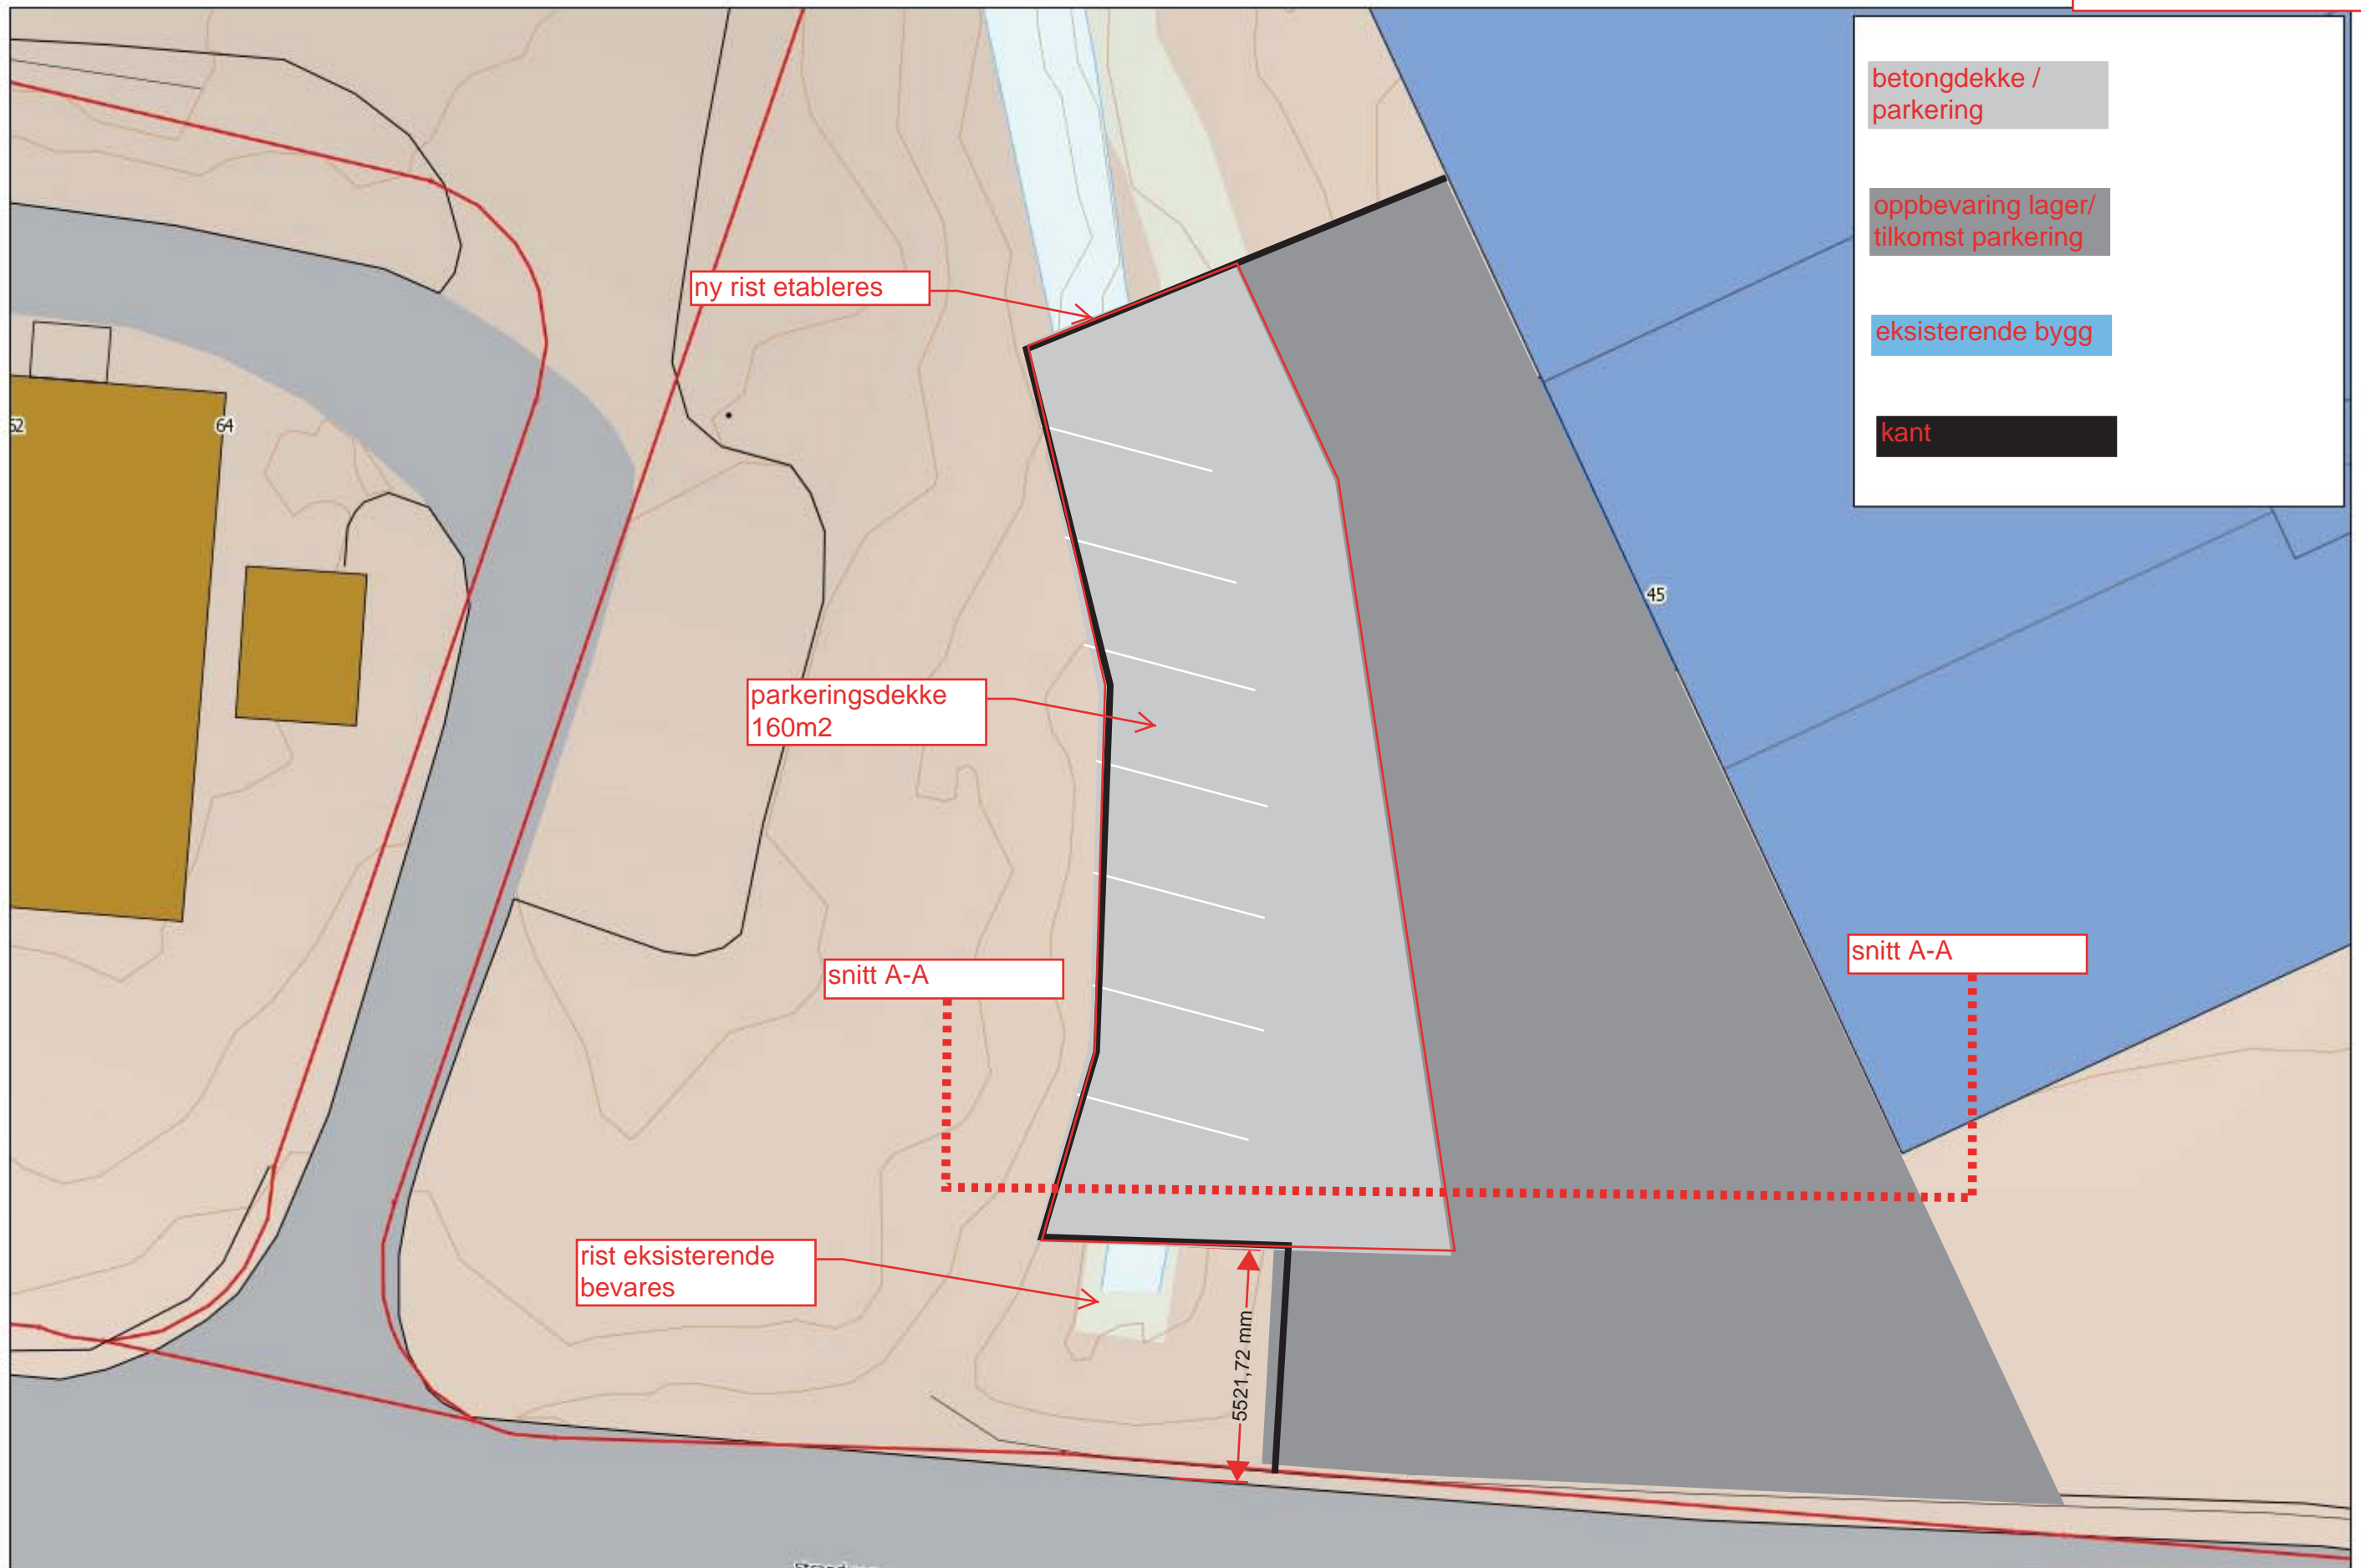 betongdekke /
parkering
oppbevaring lager/
tilkomst parkering
eksisterende bygg
kant
ny rist etableres
52
64
45
parkeringsdekke
160m2
snitt A-A
snitt A-A
rist eksisterende
bevares
5521,72 mm